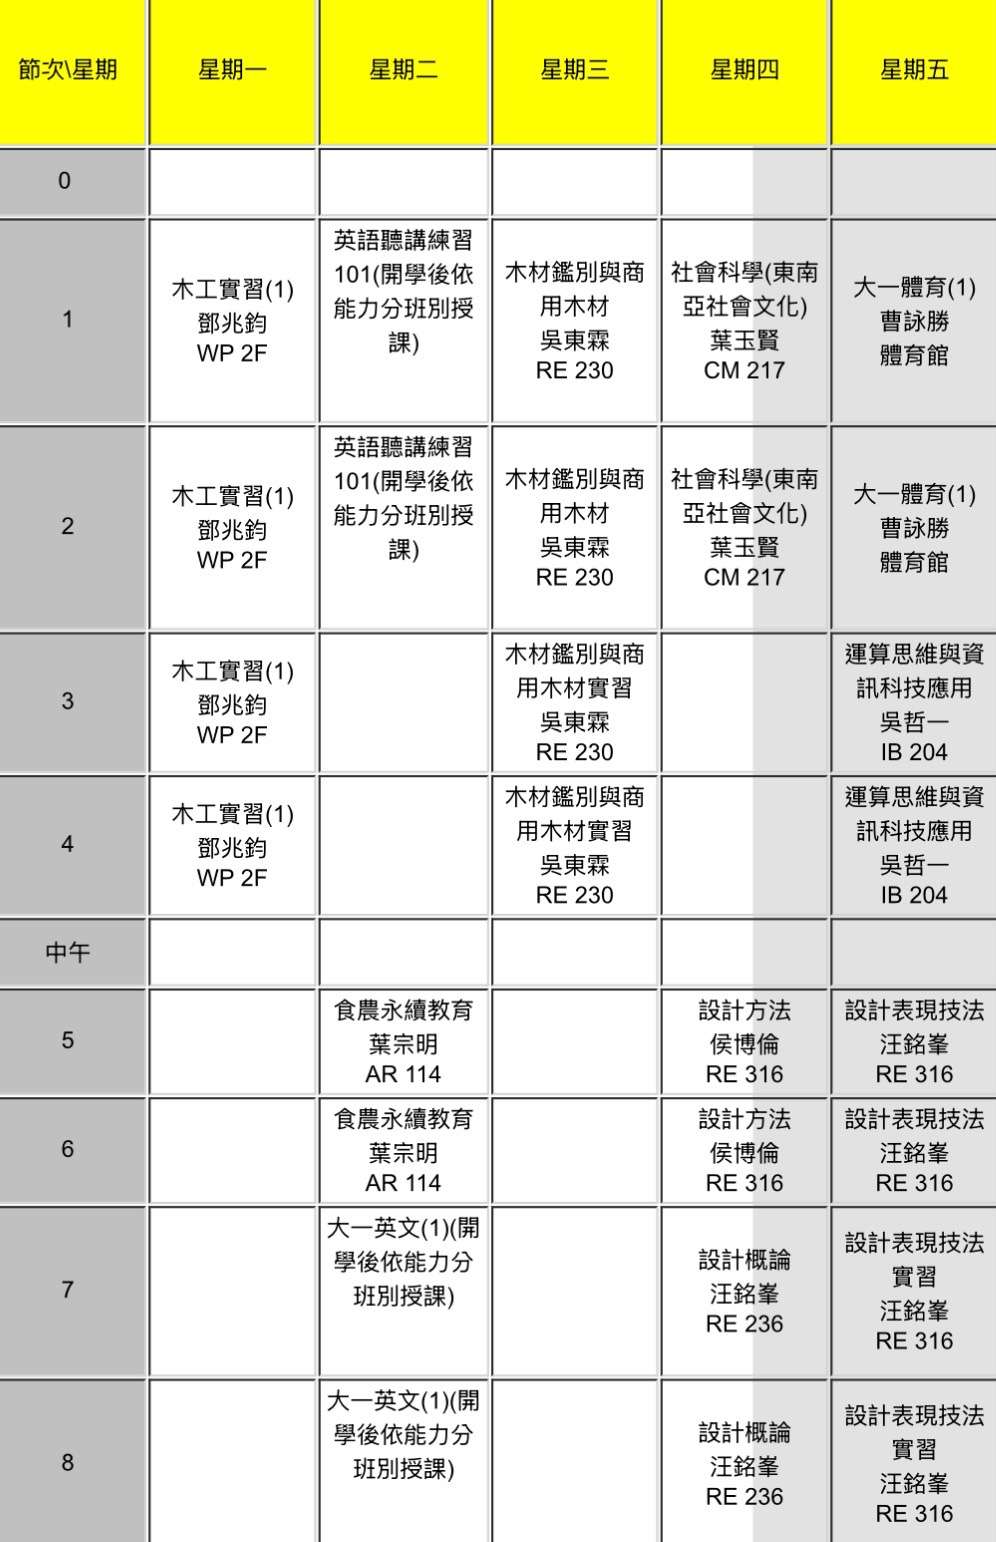 節次\星期
星期一
星期二
星期三
星期四
星期五
0
1
木工實習(1)
鄧兆鈞
WP 2F
英語聽講練習
101(開學後依
能力分班別授
課)
木材鑑別與商
用木材
吳東霖
RE 230
社會科學(東南
亞社會文化)
葉玉賢
CM 217
大一體育(1)
曹詠勝
體育館
2
木工實習(1)
鄧兆鈞
WP 2F
英語聽講練習
101(開學後依
能力分班別授
課)
木材鑑別與商
用木材
吳東霖
RE 230
社會科學(東南
亞社會文化)
葉玉賢
CM 217
大一體育(1)
曹詠勝
體育館
3
木工實習(1)
鄧兆鈞
WP 2F
木材鑑別與商
用木材實習
吳東霖
RE 230
運算思維與資
訊科技應用
吳哲一
IB 204
4
木工實習(1)
鄧兆鈞
WP 2F
木材鑑別與商
用木材實習
吳東霖
RE 230
運算思維與資
訊科技應用
吳哲一
IB 204
中午
5
食農永續教育
葉宗明
AR 114
設計方法
侯博倫
RE 316
設計表現技法
汪銘峯
RE 316
6
食農永續教育
葉宗明
AR 114
設計方法
侯博倫
RE 316
設計表現技法
汪銘峯
RE 316
7
大一英文(1)(開
學後依能力分
班別授課)
設計概論
汪銘峯
RE 236
設計表現技法
實習
汪銘峯
RE 316
8
大一英文(1)(開
學後依能力分
班別授課)
設計概論
汪銘峯
RE 236
設計表現技法
實習
汪銘峯
RE 316